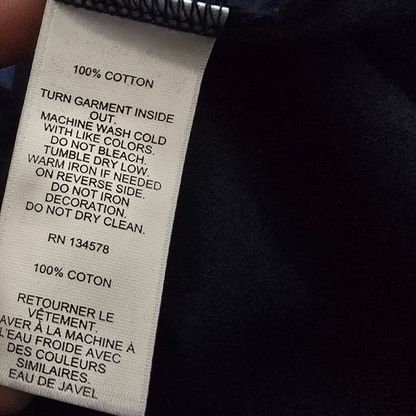 100% COTTON
TURN GARMENT INSIDE
OUT.
MACHINE WASH COLD
WITH LIKE COLORS.
DO NOT BLEACH.
TUMBLE DRY LOW.
WARM IRON IF NEEDED
ON REVERSE SIDE.
DO NOT IRON
DECORATION.
DO NOT DRY CLEAN.
RN 134578
100% COTON
RETOURNER LE
VÊTEMENT.
AVER À LA MACHINE À
L'EAU FROIDE AVEC
DES COULEURS
SIMILAIRES.
EAU DE JAVEL